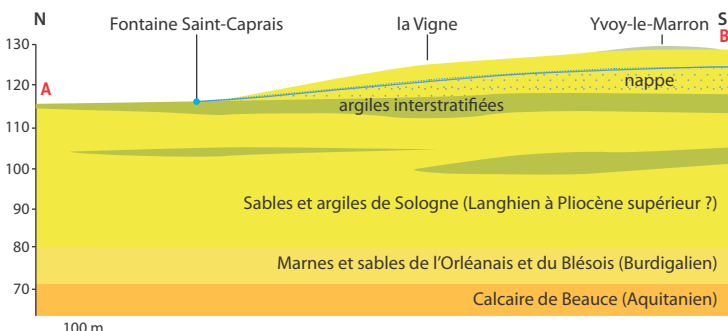 N Fontaine Saint-Caprais la Vigne Yvoy-le-Marron S
B
130
A
120
nappe
argiles interstratifiées
110
100
Sables et argiles de Sologne (Langhien à Pliocène supérieur ?)
90
80
Marnes et sables de l'Orléanais et du Blésois (Burdigalien)
70
Calcaire de Beauce (Aquitanien)
100 m